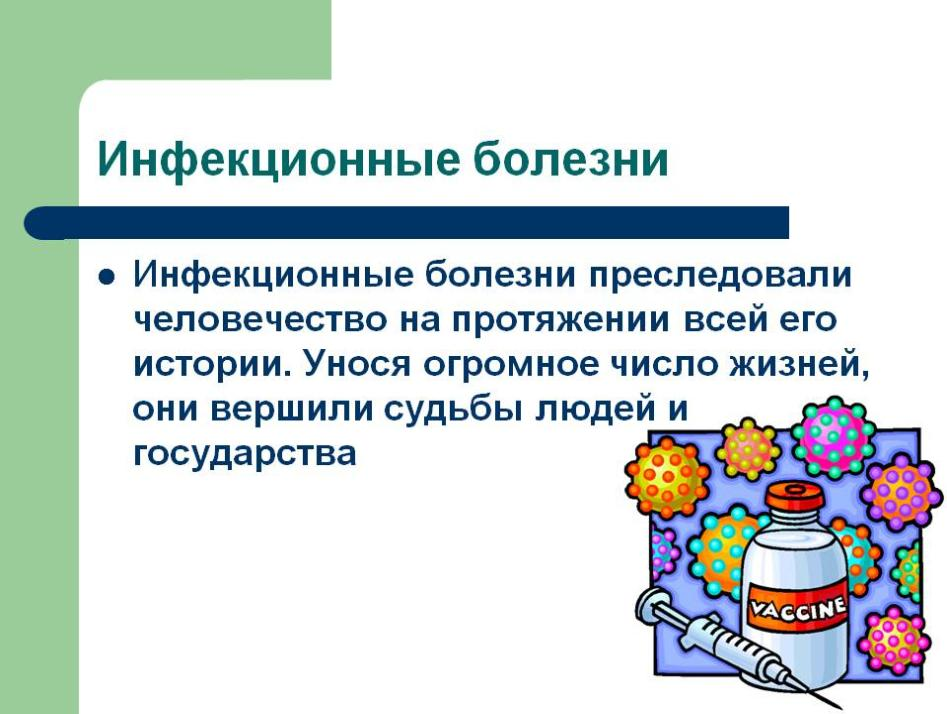 Инфекционные болезни
Инфекционные болезни преследовали
человечество на протяжении всей его
истории. Унося огромное число жизней,
они вершили судьбы людей и
государства
VACCINE